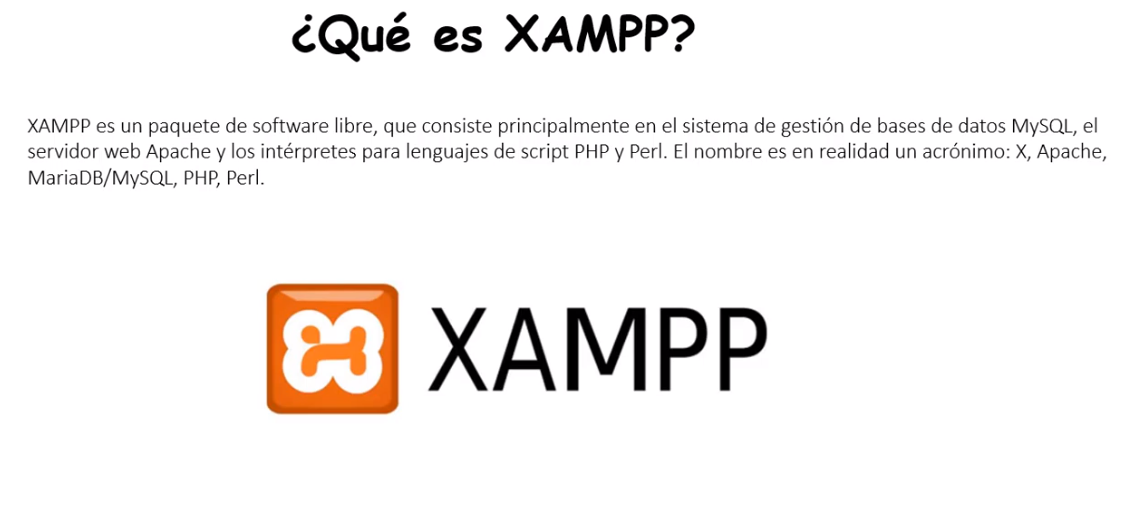 ¿Qué es XAMPP?
XAMPP es un paquete de software libre, que consiste principalmente en el sistema de gestión de bases de datos MySQL, el
servidor web Apache y los intérpretes para lenguajes de script PHP y Perl. El nombre es en realidad un acrónimo: X, Apache,
MariaDB/MySQL, PHP, Perl.
XAMPP